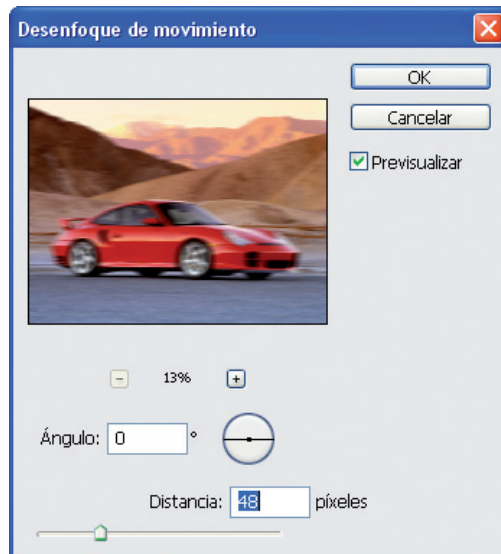 Desenfoque de movimiento
OK
Cancelar
Previsualizar
13%
Ángulo: 0 °
Distancia: 48 píxeles